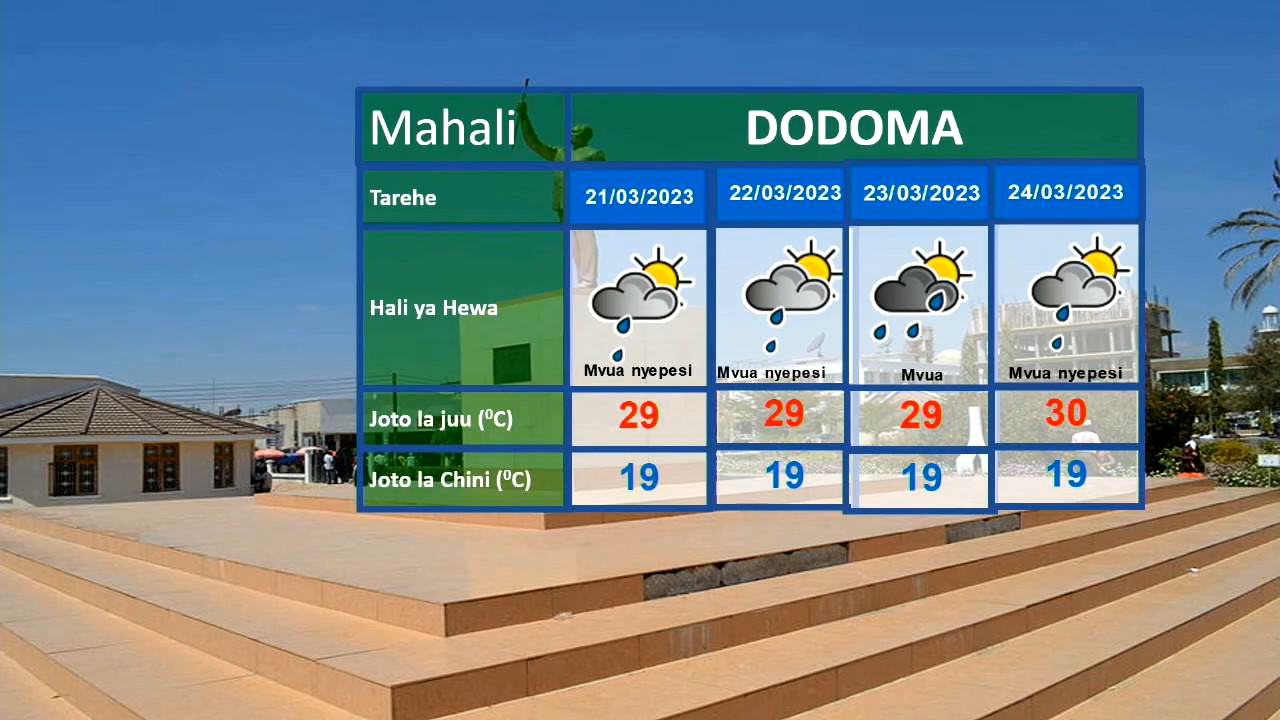 Mahali DODOMA
Tarehe 21/03/2023 22/03/2023 23/03/2023 24/03/2023
Hali ya Hewa Mvua nyepesi Mvua nyepesi Mvua Mvua nyepesi
Joto la juu (⁰C) 29 29 29 30
Joto la Chini (⁰C) 19 19 19 19